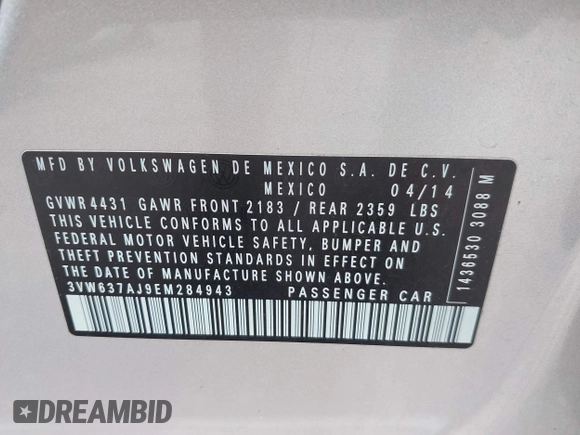 MFD BY VOLKSWAGEN DE MEXICO S.A. DE C.V.
MEXICO 04/14
GVWR 4431 GAWR FRONT 2183 / REAR 2359 LBS
THIS VEHICLE CONFORMS TO ALL APPLICABLE U.S.
FEDERAL MOTOR VEHICLE SAFETY, BUMPER AND
THEFT PREVENTION STANDARDS IN EFFECT ON
THE DATE OF MANUFACTURE SHOWN ABOVE.
3VW637AJ9EM284943 PASSENGER CAR
1436530 3088 M
DREAMBID